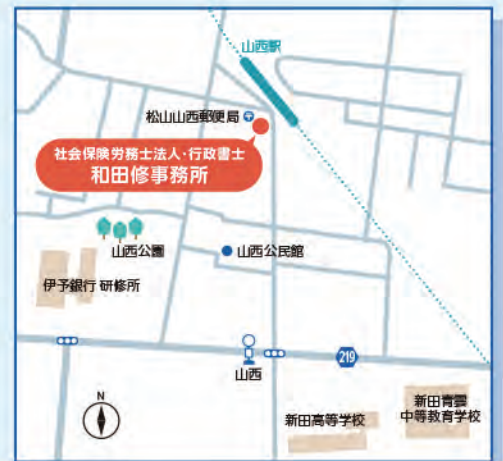 山西駅
松山山西郵便局
社会保険労務士法人・行政書士
和田修事務所
山西公園
山西公民館
伊予銀行 研修所
219
山西
N
新田高等学校
新田青雲
中等教育学校